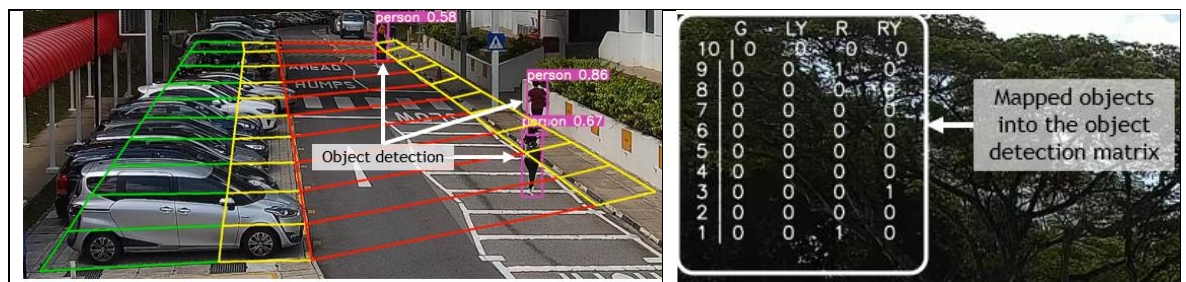 person 0.58
person 0.86
person 0.67
Object detection
AHEAD
HUMPS
G LY R RY
10 0 0 0 0
9 0 0 1 0
8 0 0 0 0
7 0 0 0 0
6 0 0 0 0
5 0 0 0 0
4 0 0 0 0
3 0 0 0 1
2 0 0 0 0
1 0 0 1 0
Mapped objects
into the object
detection matrix